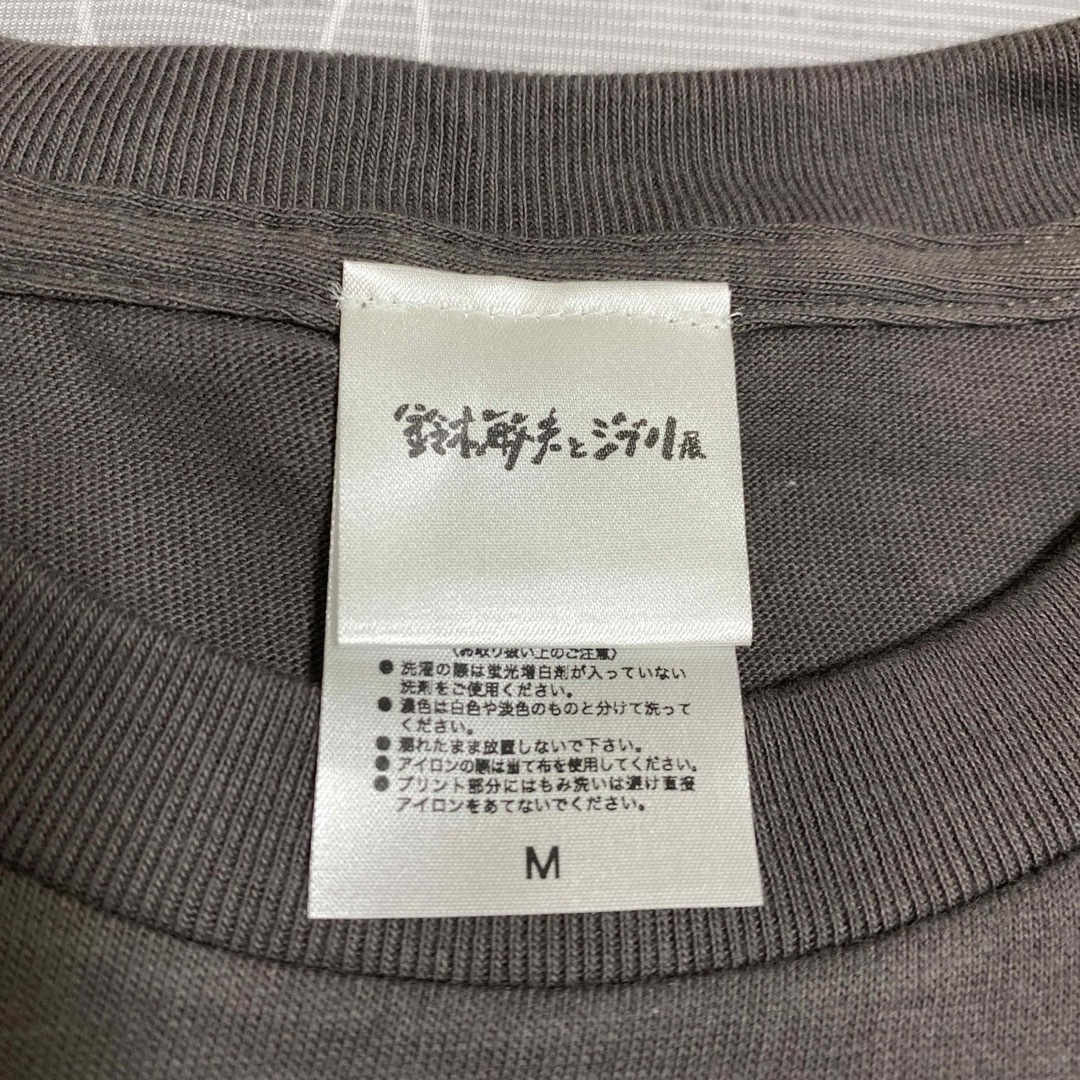 鈴木敏夫とジブリ展
〈お取り扱い上のご注意〉
● 洗濯の際は蛍光増白剤が入っていない
洗剤をご使用ください。
● 濃色は白色や淡色のものと分けて洗って
ください。
● 濡れたまま放置しないで下さい。
● アイロンの際は当て布を使用してください。
● プリント部分にはもみ洗いは避け直接
アイロンをあてないでください。
M